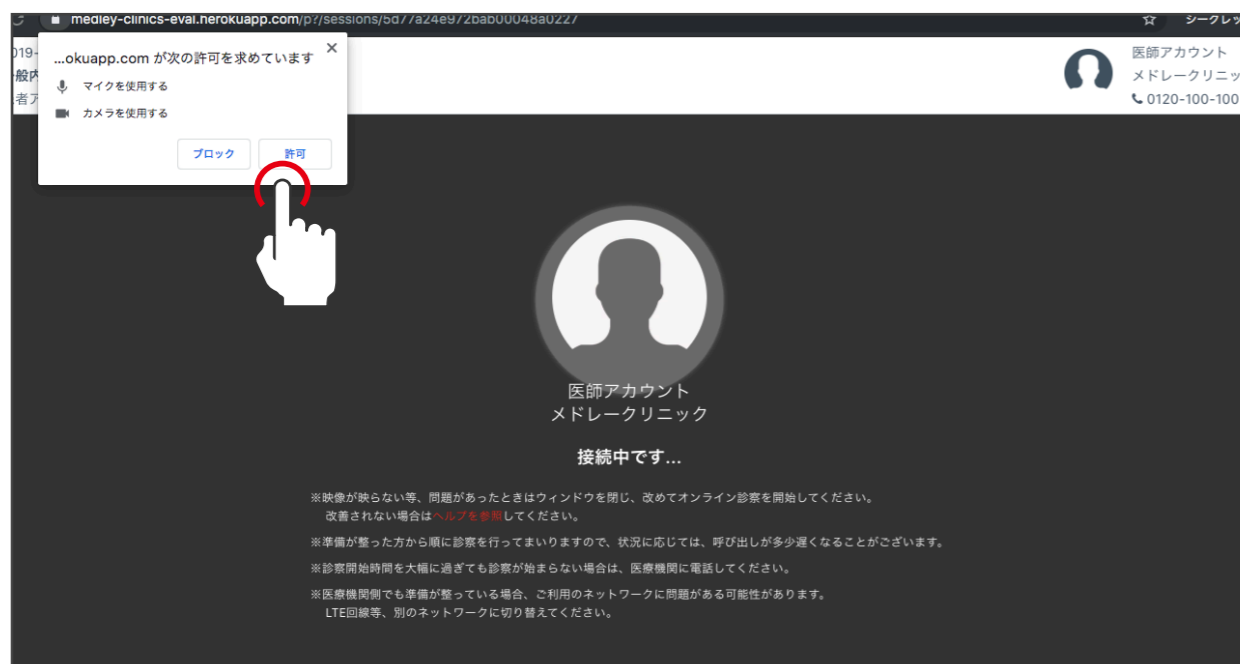 medley-clinics-eval.herokuapp.com/p?/sessions/5d77a24e972bab00048a0227
シークレッ
...okuapp.com が次の許可を求めています
マイクを使用する
カメラを使用する
ブロック
許可
019-
般内
者ア
医師アカウント
メドレークリニッ
0120-100-100
医師アカウント
メドレークリニック
接続中です...
※映像が映らない等、問題があったときはウィンドウを閉じ、改めてオンライン診察を開始してください。
改善されない場合はヘルプを参照してください。
※準備が整った方から順に診察を行ってまいりますので、状況に応じては、呼び出しが多少遅くなることがございます。
※診察開始時間を大幅に過ぎても診察が始まらない場合は、医療機関に電話してください。
※医療機関側でも準備が整っている場合、ご利用のネットワークに問題がある可能性があります。
LTE回線等、別のネットワークに切り替えてください。